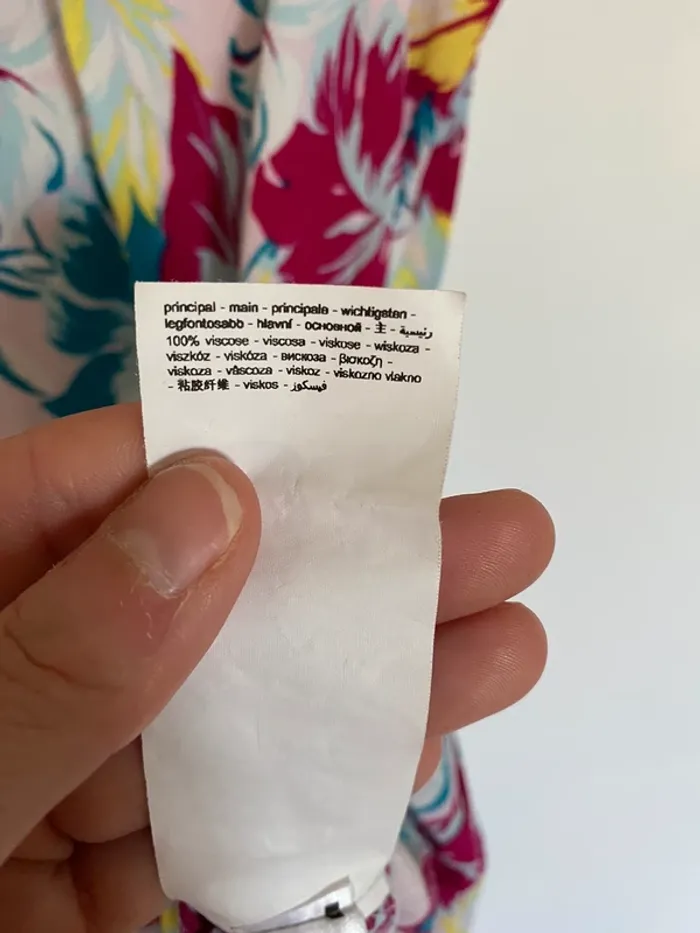 principal - main - principale - wichtigsten -
legfontosabb - hlavní - основной - 主 - رئيسية
100% viscose - viscosa - viskose - wiskoza -
viszkóz - viskóza - вискоза - βισκοζη -
viskoza - vâscoza - viskoz - viskozno vlakno
- 粘胶纤维 - viskos - فيسكوز